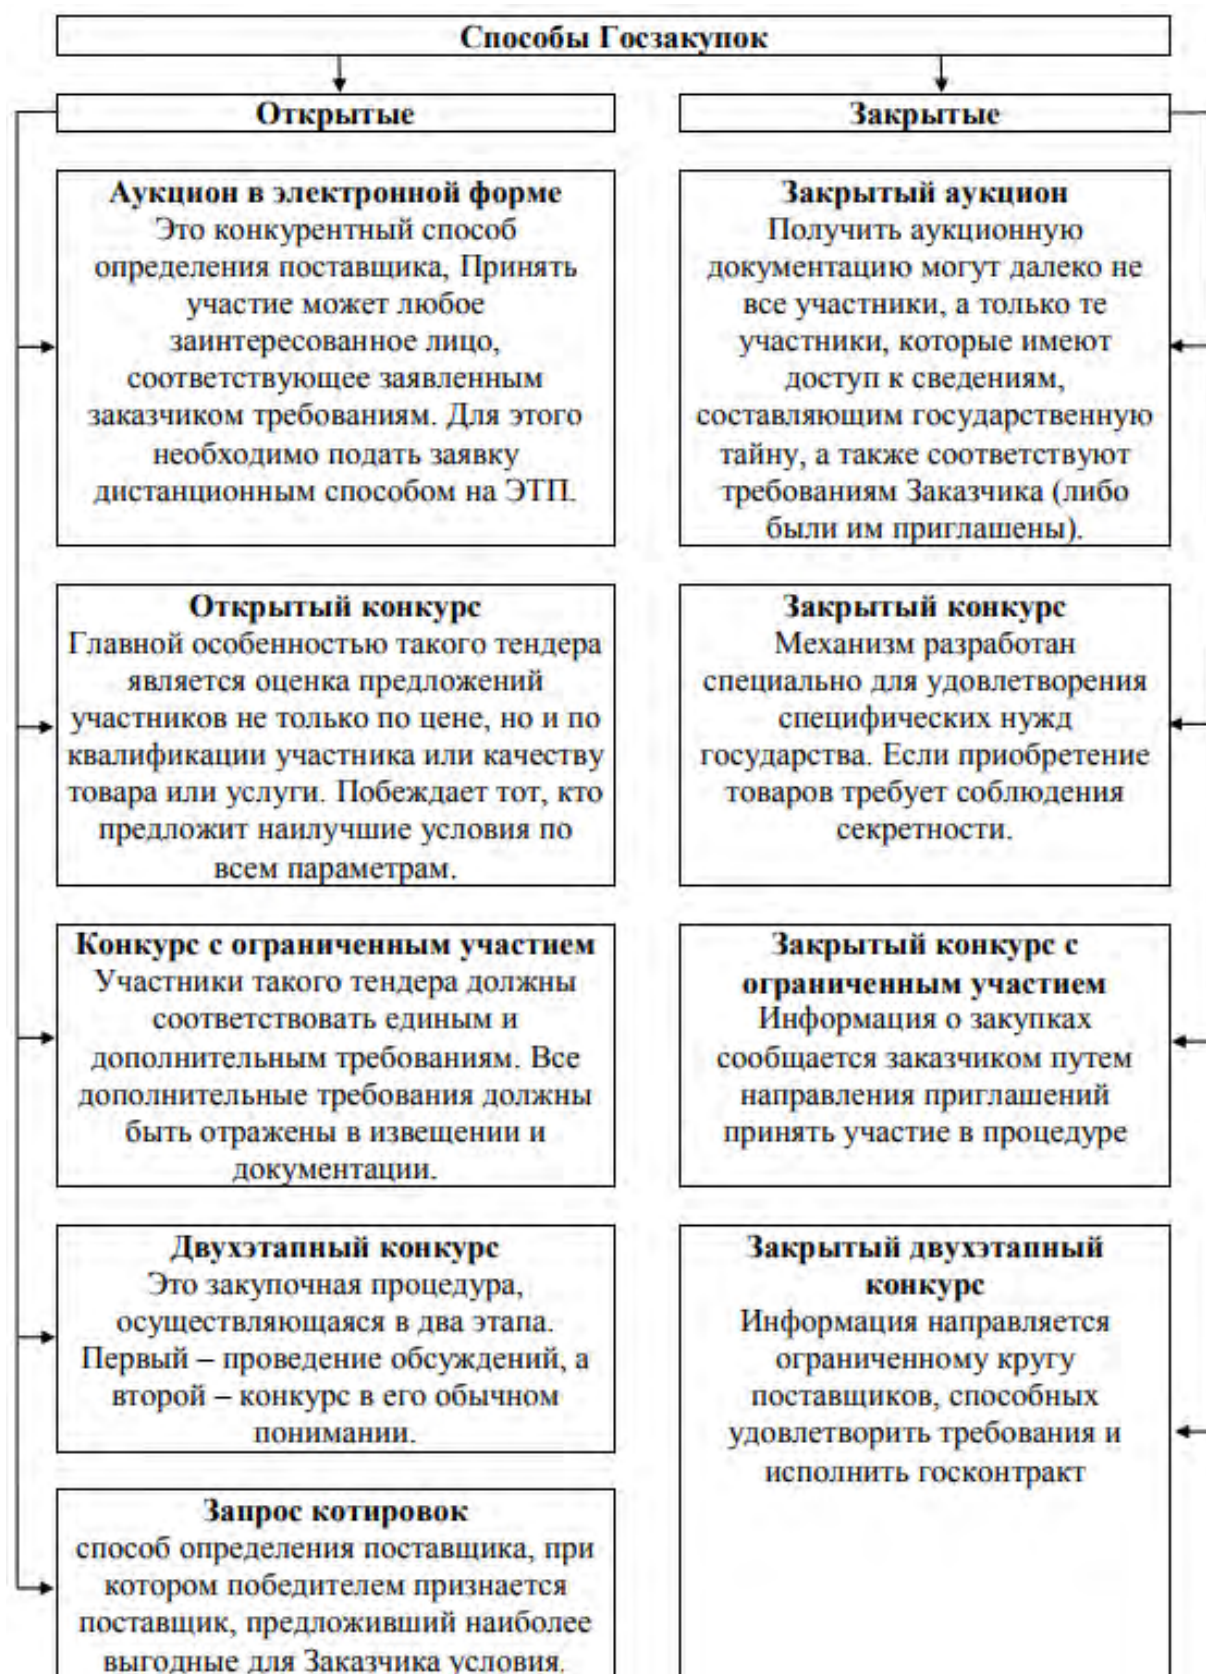 Способы Госзакупок
Открытые
Аукцион в электронной форме
Это конкурентный способ
определения поставщика, Принять
участие может любое
заинтересованное лицо,
соответствующее заявленным
заказчиком требованиям. Для этого
необходимо подать заявку
дистанционным способом на ЭТП.
Открытый конкурс
Главной особенностью такого тендера
является оценка предложений
участников не только по цене, но и по
квалификации участника или качеству
товара или услуги. Побеждает тот, кто
предложит наилучшие условия по
всем параметрам.
Конкурс с ограниченным участием
Участники такого тендера должны
соответствовать единым и
дополнительным требованиям. Все
дополнительные требования должны
быть отражены в извещении и
документации.
Двухэтапный конкурс
Это закупочная процедура,
осуществляющаяся в два этапа.
Первый – проведение обсуждений, а
второй – конкурс в его обычном
понимании.
Запрос котировок
способ определения поставщика, при
котором победителем признается
поставщик, предложивший наиболее
выгодные для Заказчика условия.
Закрытые
Закрытый аукцион
Получить аукционную
документацию могут далеко не
все участники, а только те
участники, которые имеют
доступ к сведениям,
составляющим государственную
тайну, а также соответствуют
требованиям Заказчика (либо
были им приглашены).
Закрытый конкурс
Механизм разработан
специально для удовлетворения
специфических нужд
государства. Если приобретение
товаров требует соблюдения
секретности.
Закрытый конкурс с
ограниченным участием
Информация о закупках
сообщается заказчиком путем
направления приглашений
принять участие в процедуре
Закрытый двухэтапный
конкурс
Информация направляется
ограниченному кругу
поставщиков, способных
удовлетворить требования и
исполнить госконтракт